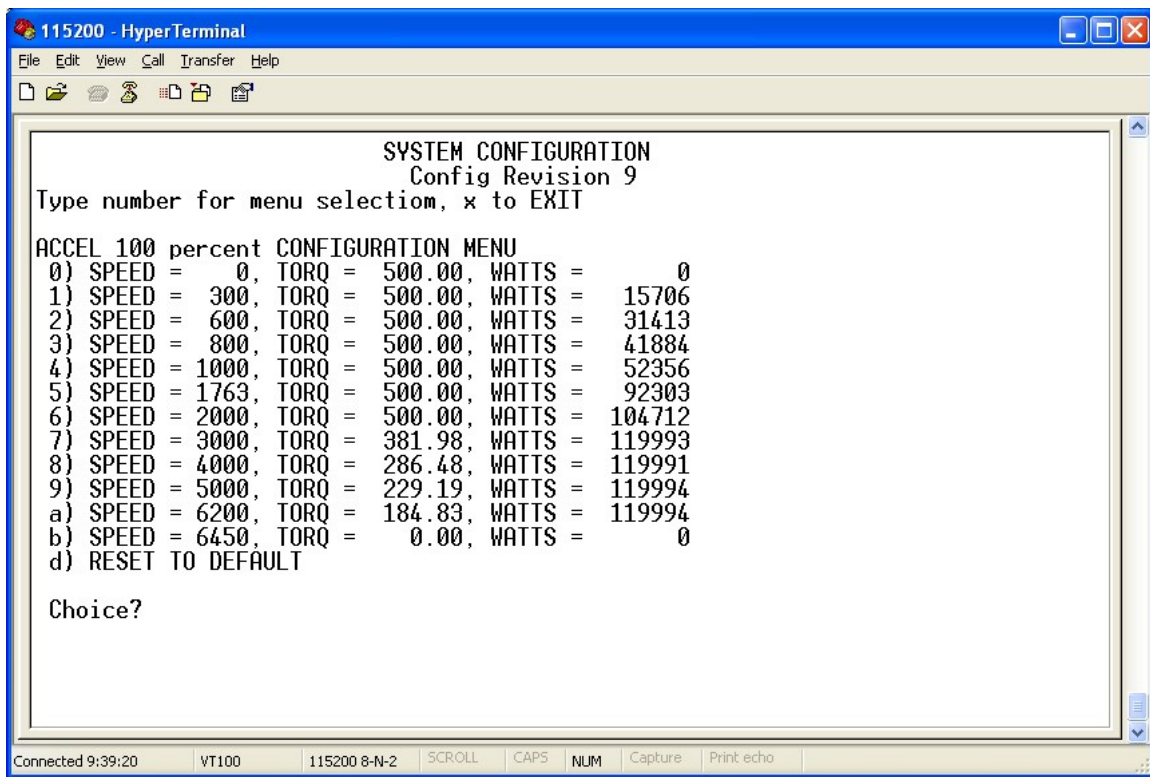 115200 - HyperTerminal
File Edit View Call Transfer Help
SYSTEM CONFIGURATION
Config Revision 9
Type number for menu selectiom, x to EXIT
ACCEL 100 percent CONFIGURATION MENU
0) SPEED =    0, TORQ =  500.00, WATTS =      0
1) SPEED =  300, TORQ =  500.00, WATTS =   15706
2) SPEED =  600, TORQ =  500.00, WATTS =   31413
3) SPEED =  800, TORQ =  500.00, WATTS =   41884
4) SPEED = 1000, TORQ =  500.00, WATTS =   52356
5) SPEED = 1763, TORQ =  500.00, WATTS =   92303
6) SPEED = 2000, TORQ =  500.00, WATTS =  104712
7) SPEED = 3000, TORQ =  381.98, WATTS =  119993
8) SPEED = 4000, TORQ =  286.48, WATTS =  119991
9) SPEED = 5000, TORQ =  229.19, WATTS =  119994
a) SPEED = 6200, TORQ =  184.83, WATTS =  119994
b) SPEED = 6450, TORQ =    0.00, WATTS =      0
d) RESET TO DEFAULT
Choice?
Connected 9:39:20 VT100 115200 8-N-2 SCROLL CAPS NUM Capture Print echo